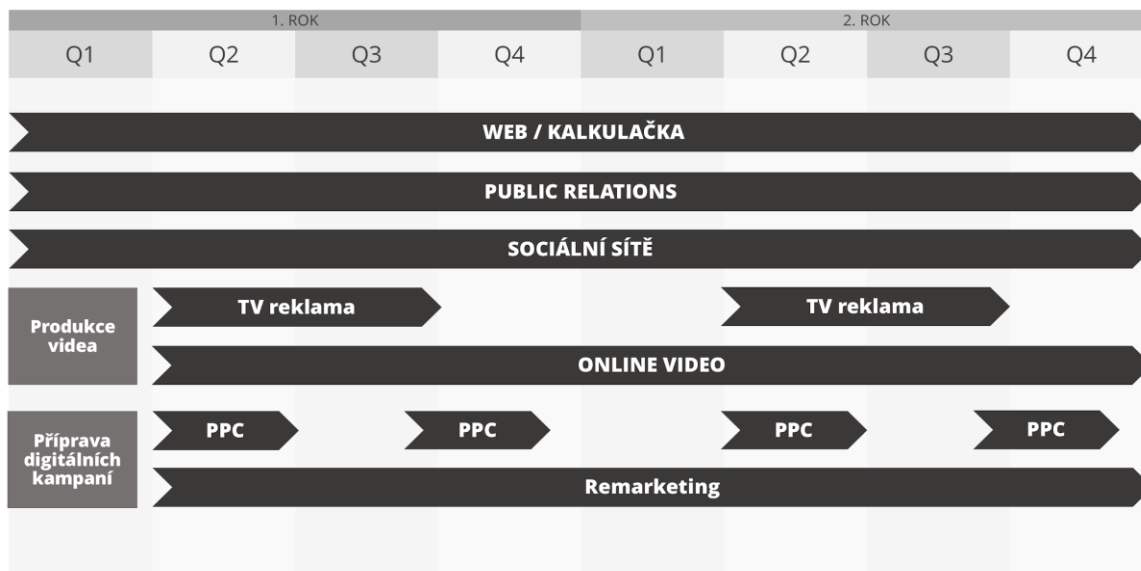 1. ROK 2. ROK
Q1 Q2 Q3 Q4 Q1 Q2 Q3 Q4
WEB / KALKULAČKA
PUBLIC RELATIONS
SOCIÁLNÍ SÍTĚ
Produkce
videa
TV reklama TV reklama
ONLINE VIDEO
Příprava
digitálních
kampaní
PPC PPC PPC PPC
Remarketing